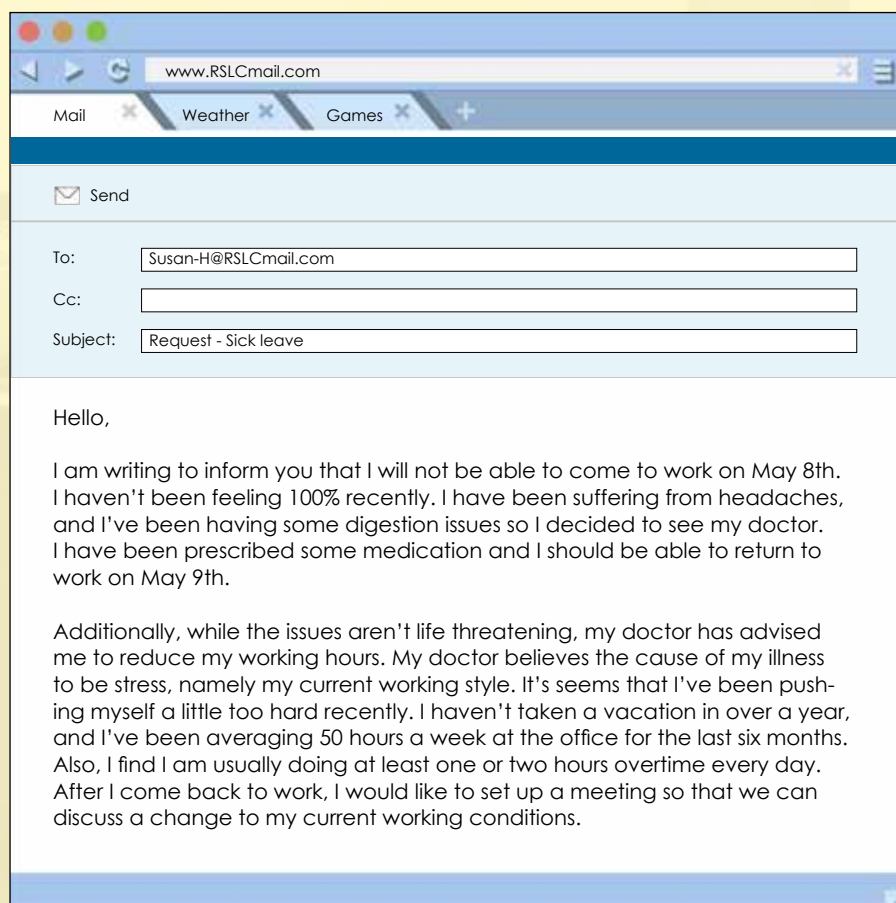 www.RSLCmail.com
Mail
Weather
Games
Send
To:
Susan-H@RSLCmail.com
Cc:
Subject:
Request - Sick leave
Hello,
I am writing to inform you that I will not be able to come to work on May 8th.
I haven't been feeling 100% recently. I have been suffering from headaches,
and I've been having some digestion issues so I decided to see my doctor.
I have been prescribed some medication and I should be able to return to
work on May 9th.
Additionally, while the issues aren't life threatening, my doctor has advised
me to reduce my working hours. My doctor believes the cause of my illness
to be stress, namely my current working style. It's seems that I've been push-
ing myself a little too hard recently. I haven't taken a vacation in over a year,
and I've been averaging 50 hours a week at the office for the last six months.
Also, I find I am usually doing at least one or two hours overtime every day.
After I come back to work, I would like to set up a meeting so that we can
discuss a change to my current working conditions.